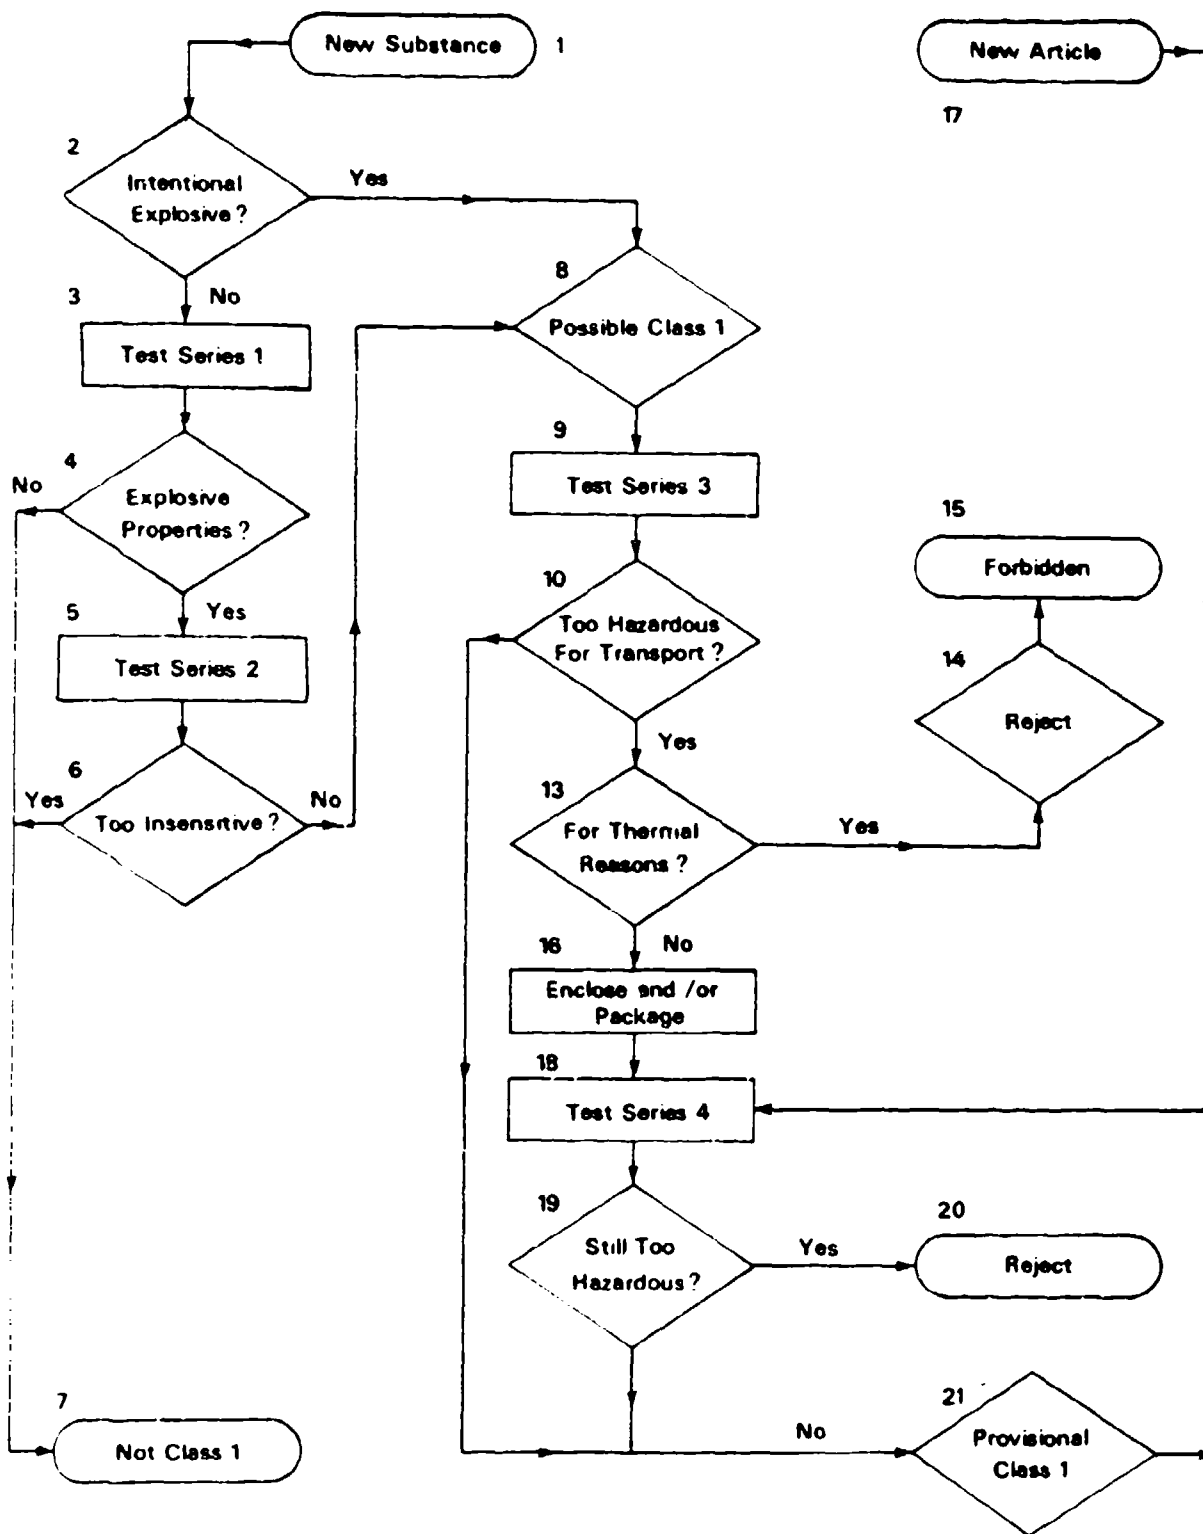 New Substance
1
New Article
17
2
Intentional
Explosive?
Yes
No
3
Test Series 1
8
Possible Class 1
4
No
Explosive
Properties?
Yes
9
Test Series 3
5
Test Series 2
10
Too Hazardous
For Transport?
Yes
15
Forbidden
14
Reject
6
Yes
Too Insensitive?
No
13
For Thermal
Reasons?
Yes
No
16
Enclose and /or
Package
18
Test Series 4
19
Still Too
Hazardous?
Yes
20
Reject
7
Not Class 1
No
21
Provisional
Class 1